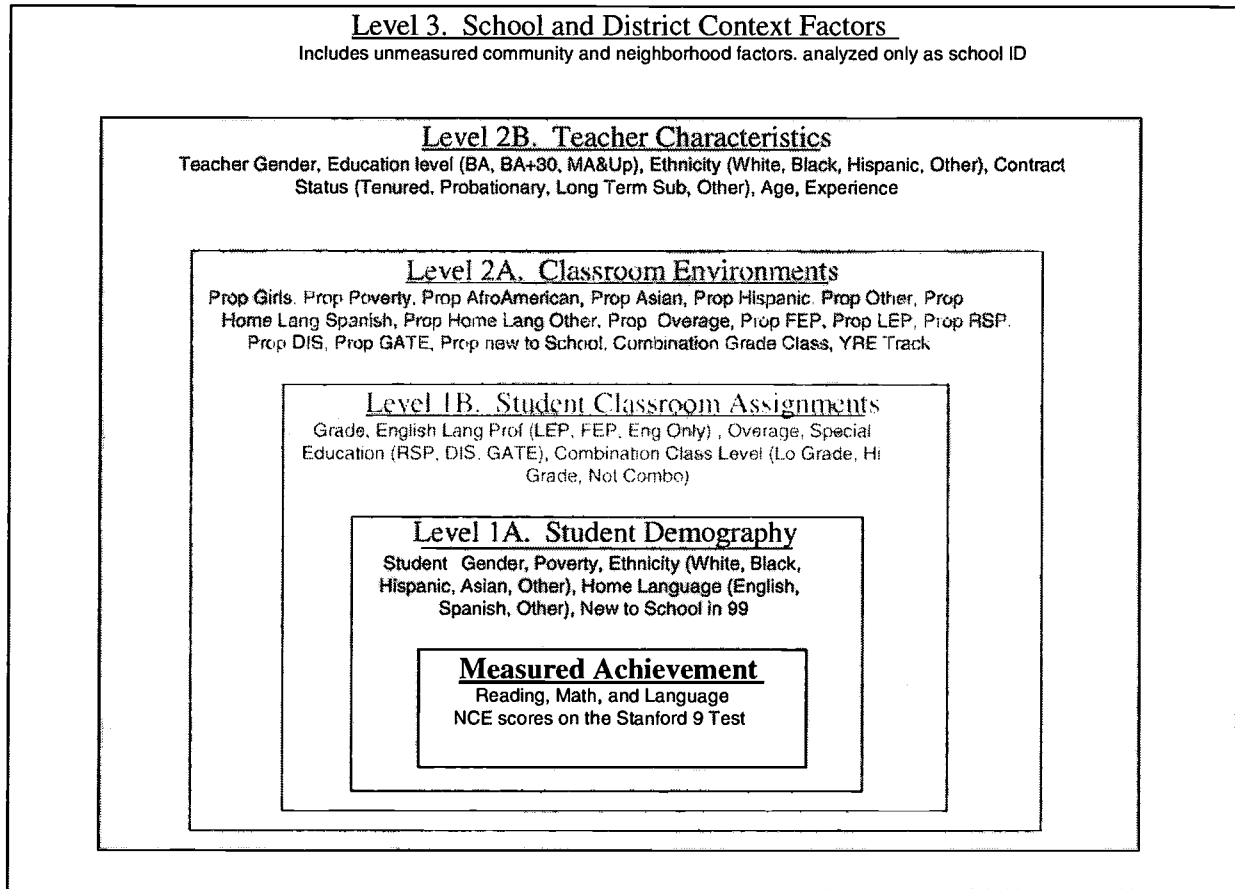 Level 3. School and District Context Factors
Includes unmeasured community and neighborhood factors. analyzed only as school ID
Level 2B. Teacher Characteristics
Teacher Gender, Education level (BA, BA+30, MA&Up), Ethnicity (White, Black, Hispanic, Other), Contract
Status (Tenured. Probationary, Long Term Sub, Other), Age, Experience
Level 2A. Classroom Environments
Prop Girls. Prop Poverty, Prop AfroAmerican, Prop Asian, Prop Hispanic. Prop Other, Prop
Home Lang Spanish, Prop Home Lang Other. Prop Overage, Prop FEP, Prop LEP, Prop RSP.
Prop DIS, Prop GATE, Prop new to School, Combination Grade Class, YRE Track
Level 1B. Student Classroom Assignments
Grade, English Lang Prof (LEP, FEP, Eng Only) , Overage, Special
Education (RSP, DIS. GATE), Combination Class Level (Lo Grade, Hi
Grade, Not Combo)
Level 1A. Student Demography
Student Gender, Poverty, Ethnicity (White, Black,
Hispanic, Asian, Other), Home Language (English,
Spanish, Other), New to School in 99
Measured Achievement
Reading, Math, and Language
NCE scores on the Stanford 9 Test